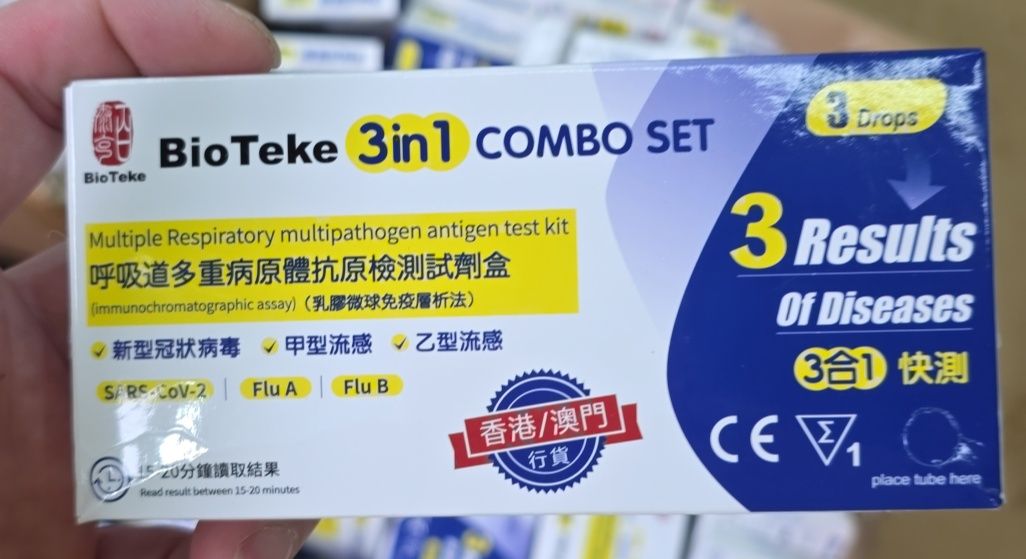 BioTeke
BioTeke 3in1 COMBO SET
3 Drops
3 Results
Of Diseases
3合1 快測
Multiple Respiratory multipathogen antigen test kit
呼吸道多重病原體抗原檢測試劑盒
(immunochromatographic assay)（乳膠微球免疫層析法）
新型冠狀病毒 甲型流感 乙型流感
SARS-CoV-2 Flu A Flu B
香港/澳門
行貨
15-20分鐘讀取結果
Read result between 15-20 minutes
CE Σ 1
place tube here